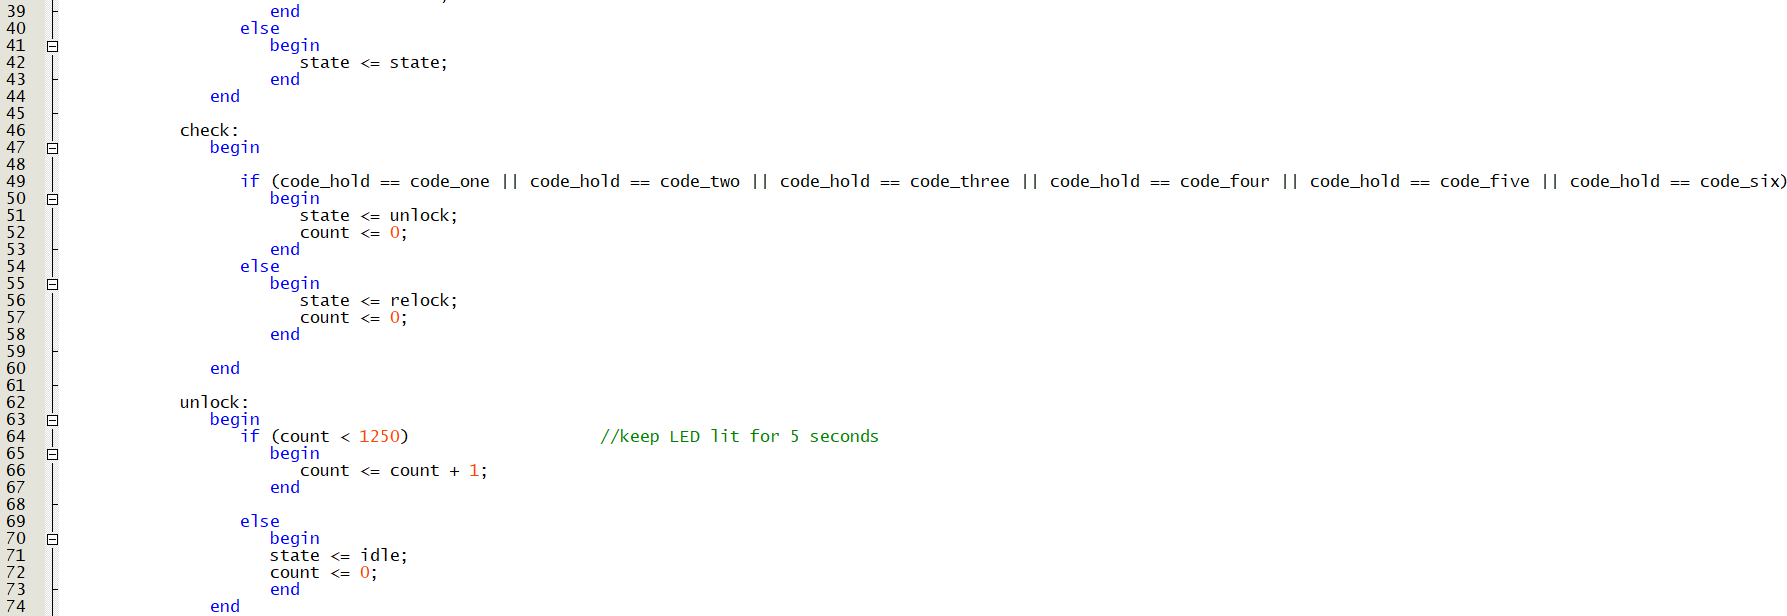 39 end
40 else
41 begin
42 state <= state;
43 end
44 end
45
46 check:
47 begin
48
49 if (code_hold == code_one || code_hold == code_two || code_hold == code_three || code_hold == code_four || code_hold == code_five || code_hold == code_six)
50 begin
51 state <= unlock;
52 count <= 0;
53 end
54 else
55 begin
56 state <= relock;
57 count <= 0;
58 end
59
60 end
61
62 unlock:
63 begin
64 if (count < 1250) //keep LED lit for 5 seconds
65 begin
66 count <= count + 1;
67 end
68
69 else
70 begin
71 state <= idle;
72 count <= 0;
73 end
74 end